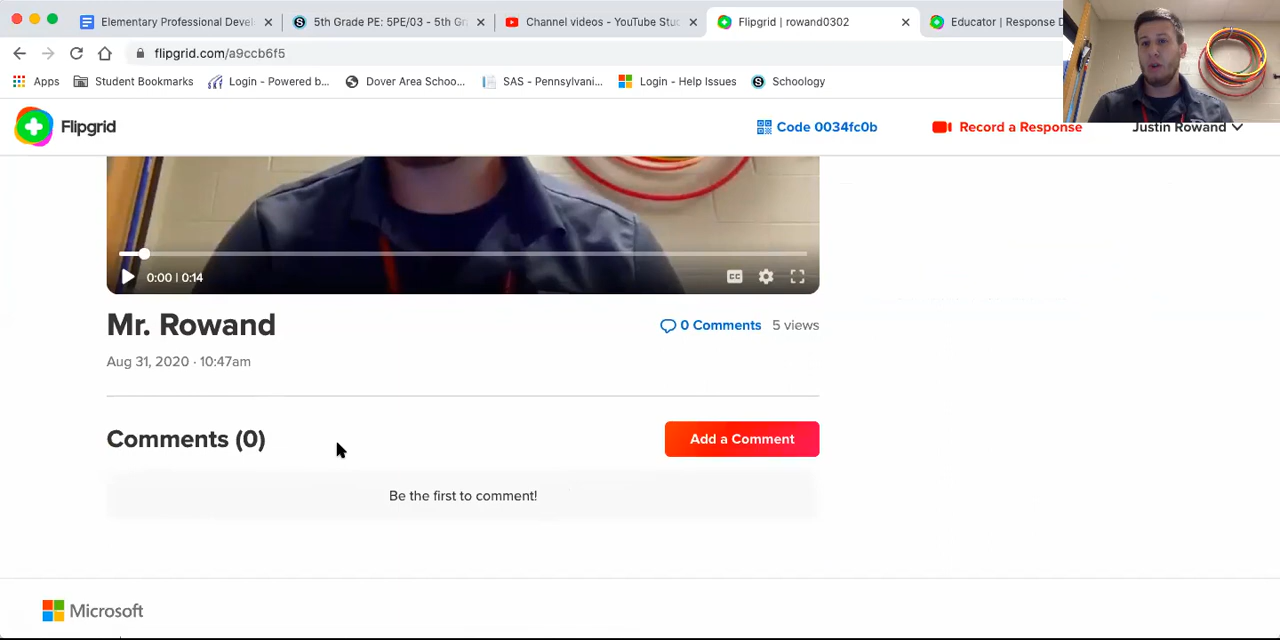 Elementary Professional Devel
5th Grade PE: 5PE/03 - 5th Gr
Channel videos - YouTube Stud
Flipgrid | rowand0302
Educator | Response D
flipgrid.com/a9ccb6f5
Apps
Student Bookmarks
Login - Powered b...
Dover Area Schoo...
SAS - Pennsylvani...
Login - Help Issues
Schoology
Flipgrid
Code 0034fc0b
Record a Response
Justin Rowand
0:00 | 0:14
CC
Mr. Rowand
0 Comments
5 views
Aug 31, 2020 · 10:47am
Comments (0)
Add a Comment
Be the first to comment!
Microsoft